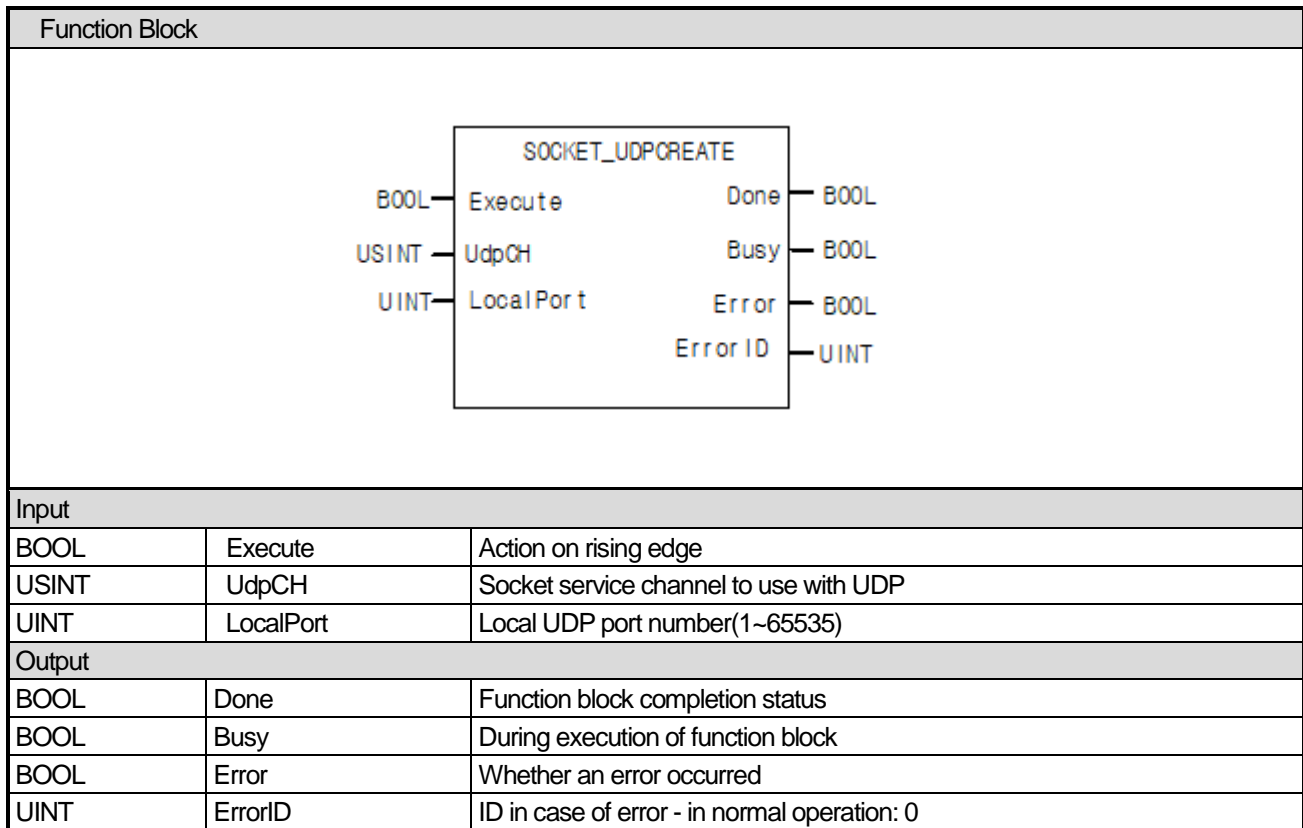 Function Block
SOCKET_UDPCREATE
BOOL Execute Done BOOL
USINT UdpCH Busy BOOL
UINT LocalPort Error BOOL
ErrorID UINT
Input
BOOL Execute Action on rising edge
USINT UdpCH Socket service channel to use with UDP
UINT LocalPort Local UDP port number(1~65535)
Output
BOOL Done Function block completion status
BOOL Busy During execution of function block
BOOL Error Whether an error occurred
UINT ErrorID ID in case of error - in normal operation: 0